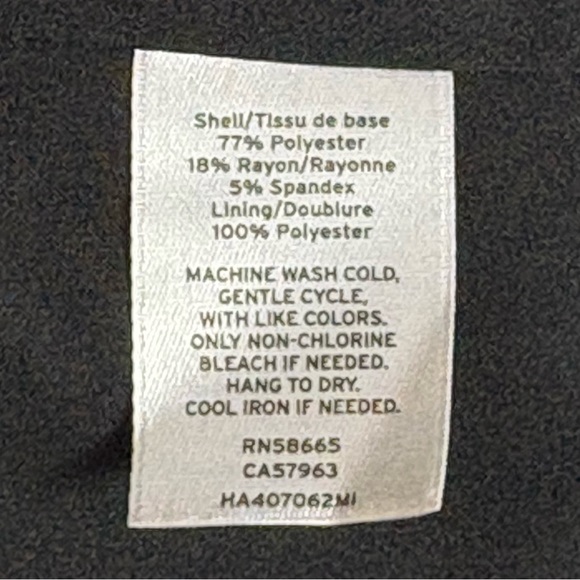 Shell/Tissu de base
77% Polyester
18% Rayon/Rayonne
5% Spandex
Lining/Doublure
100% Polyester
MACHINE WASH COLD,
GENTLE CYCLE,
WITH LIKE COLORS.
ONLY NON-CHLORINE
BLEACH IF NEEDED.
HANG TO DRY.
COOL IRON IF NEEDED.
RN58665
CA57963
HA407062MI